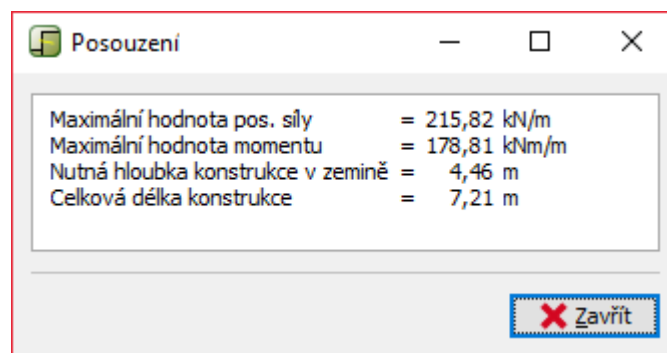 Posouzení
Maximální hodnota pos. síly = 215,82 kN/m
Maximální hodnota momentu = 178,81 kNm/m
Nutná hloubka konstrukce v zemině = 4,46 m
Celková délka konstrukce = 7,21 m
Zavřít